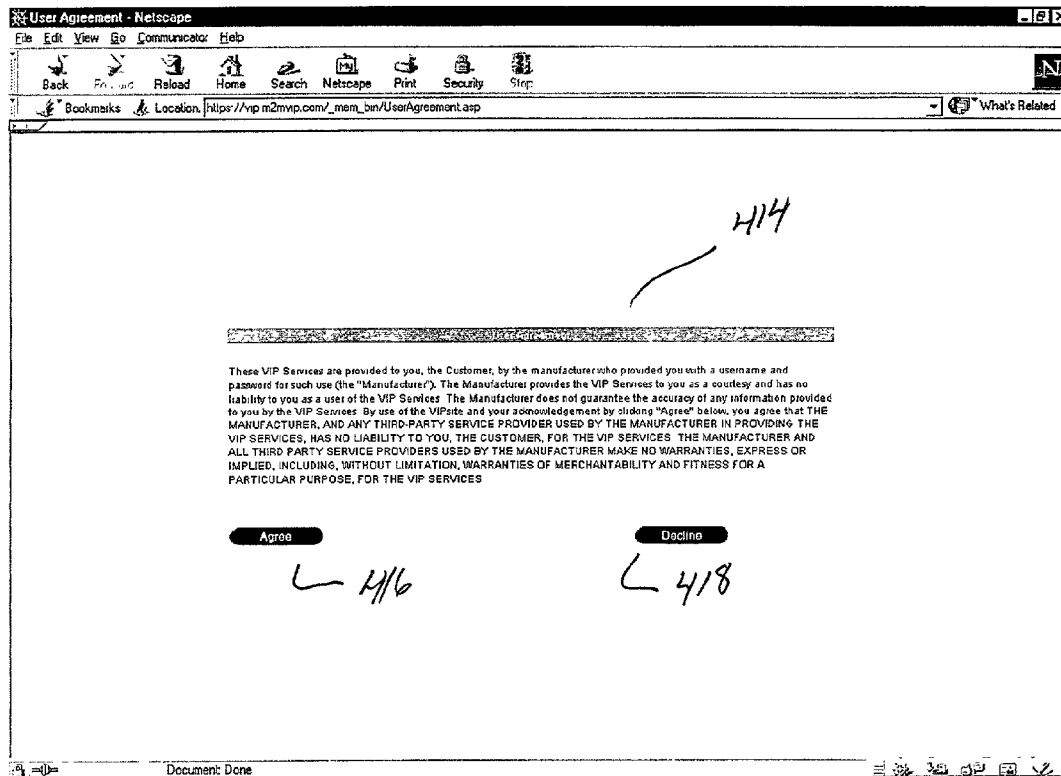 User Agreement - Netscape
File Edit View Go Communicator Help
Back Forward Reload Home Search Netscape Print Security Stop
Bookmarks Location. https://vip.m2mvip.com/_mem_bin/UserAgreement.asp What's Related
414
These VIP Services are provided to you, the Customer, by the manufacturer who provided you with a username and
password for such use (the "Manufacturer"). The Manufacturer provides the VIP Services to you as a courtesy and has no
liability to you as a user of the VIP Services. The Manufacturer does not guarantee the accuracy of any information provided
to you by the VIP Services. By use of the VIPsite and your acknowledgement by clicking "Agree" below, you agree that THE
MANUFACTURER, AND ANY THIRD-PARTY SERVICE PROVIDER USED BY THE MANUFACTURER IN PROVIDING THE
VIP SERVICES, HAS NO LIABILITY TO YOU, THE CUSTOMER, FOR THE VIP SERVICES. THE MANUFACTURER AND
ALL THIRD PARTY SERVICE PROVIDERS USED BY THE MANUFACTURER MAKE NO WARRANTIES, EXPRESS OR
IMPLIED, INCLUDING, WITHOUT LIMITATION, WARRANTIES OF MERCHANTABILITY AND FITNESS FOR A
PARTICULAR PURPOSE, FOR THE VIP SERVICES
Agree Decline
416 418
Document: Done